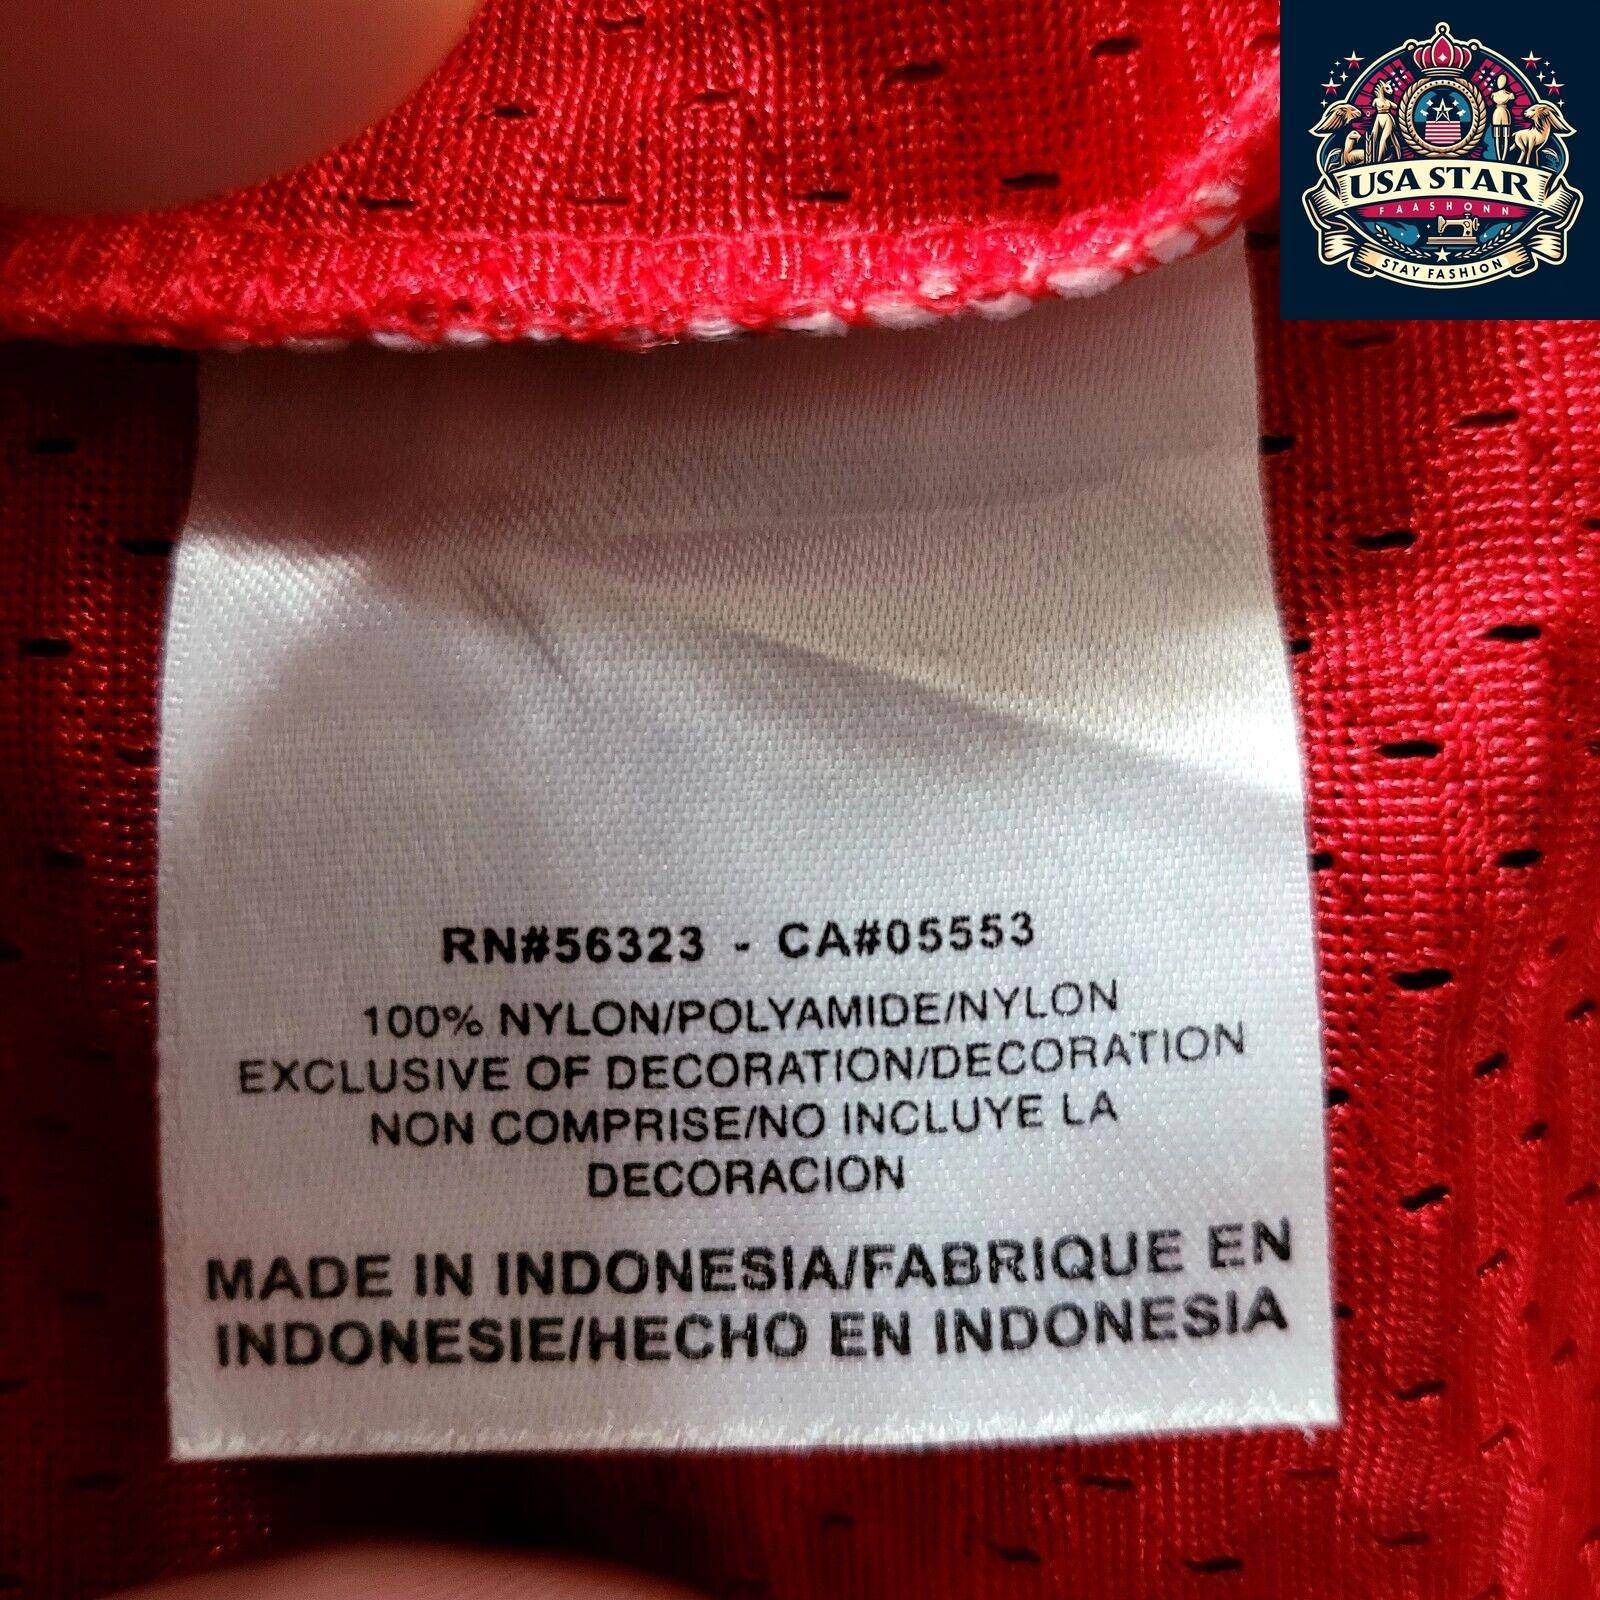 USA STAR
FAASHONN
STAY FASHION
RN#56323 - CA#05553
100% NYLON/POLYAMIDE/NYLON
EXCLUSIVE OF DECORATION/DECORATION
NON COMPRISE/NO INCLUYE LA
DECORACION
MADE IN INDONESIA/FABRIQUE EN
INDONESIE/HECHO EN INDONESIA